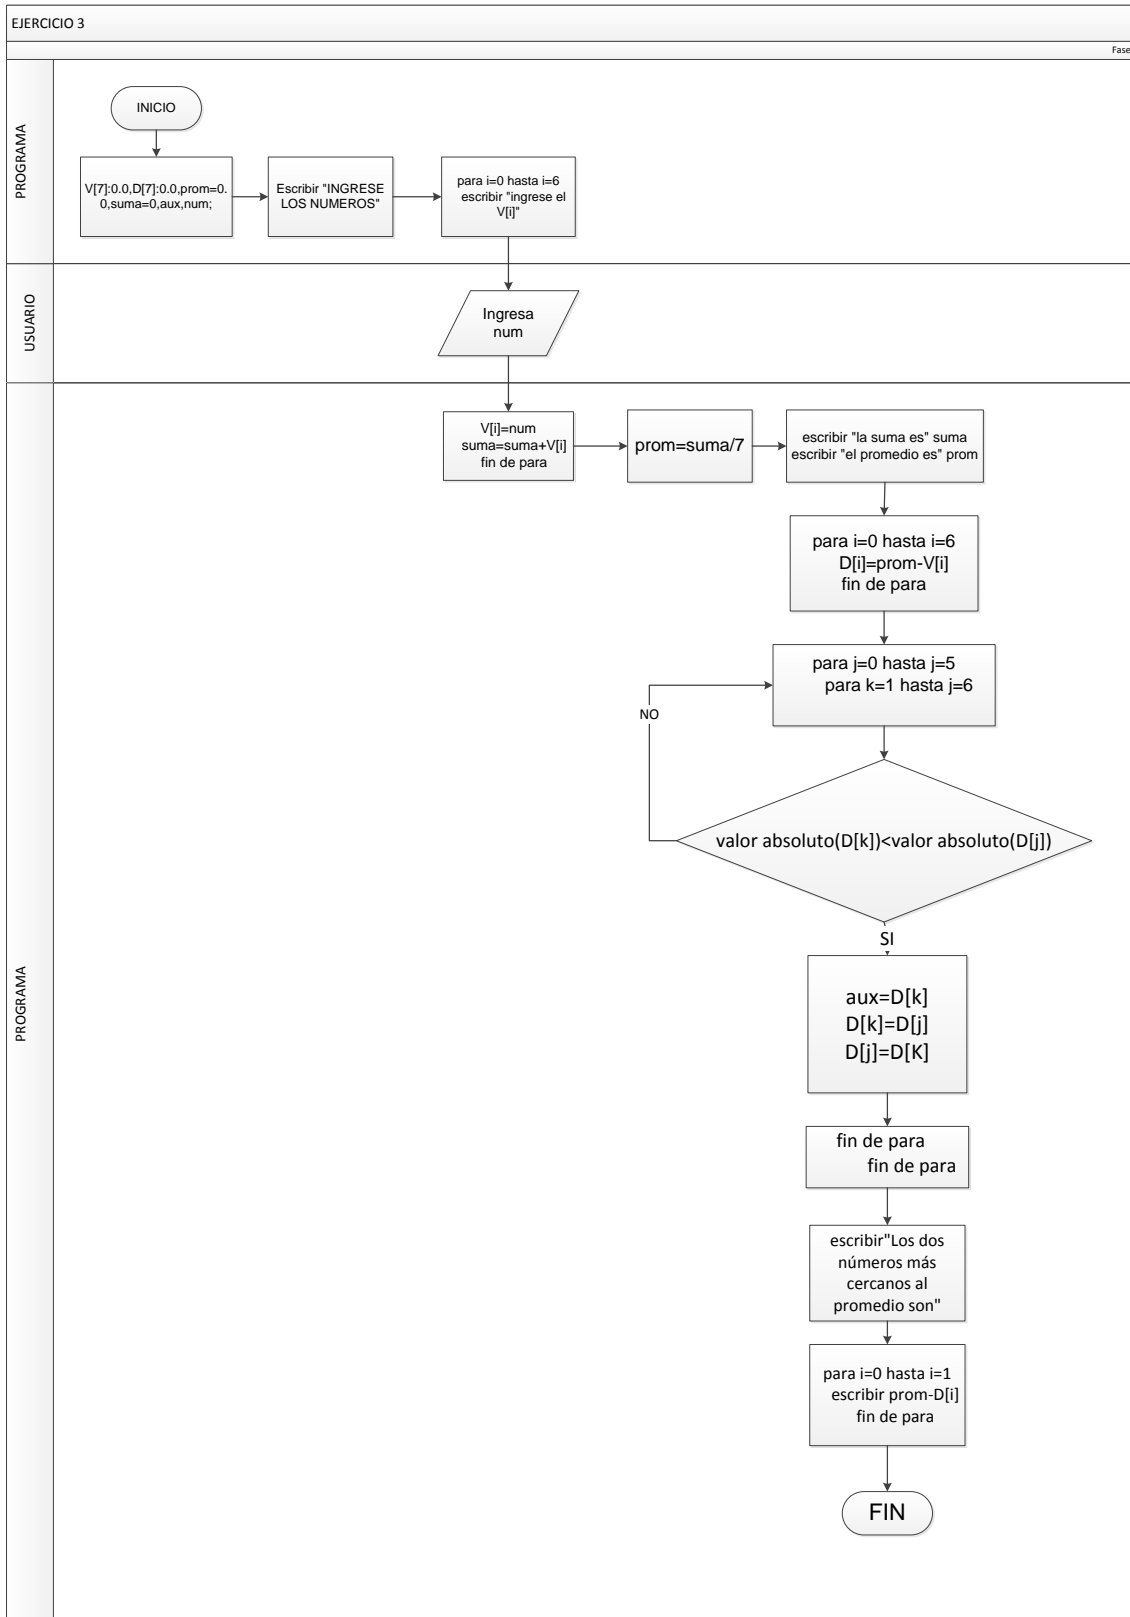 EJERCICIO 3
Fase
PROGRAMA
INICIO
V[7]:0.0,D[7]:0.0,prom=0.
0,suma=0,aux,num;
Escribir "INGRESE
LOS NUMEROS"
para i=0 hasta i=6
escribir "ingrese el
V[i]"
USUARIO
Ingresa
num
PROGRAMA
V[i]=num
suma=suma+V[i]
fin de para
prom=suma/7
escribir "la suma es" suma
escribir "el promedio es" prom
para i=0 hasta i=6
D[i]=prom-V[i]
fin de para
para j=0 hasta j=5
para k=1 hasta j=6
NO
valor absoluto(D[k])<valor absoluto(D[j])
SI
aux=D[k]
D[k]=D[j]
D[j]=D[K]
fin de para
fin de para
escribir"Los dos
números más
cercanos al
promedio son"
para i=0 hasta i=1
escribir prom-D[i]
fin de para
FIN